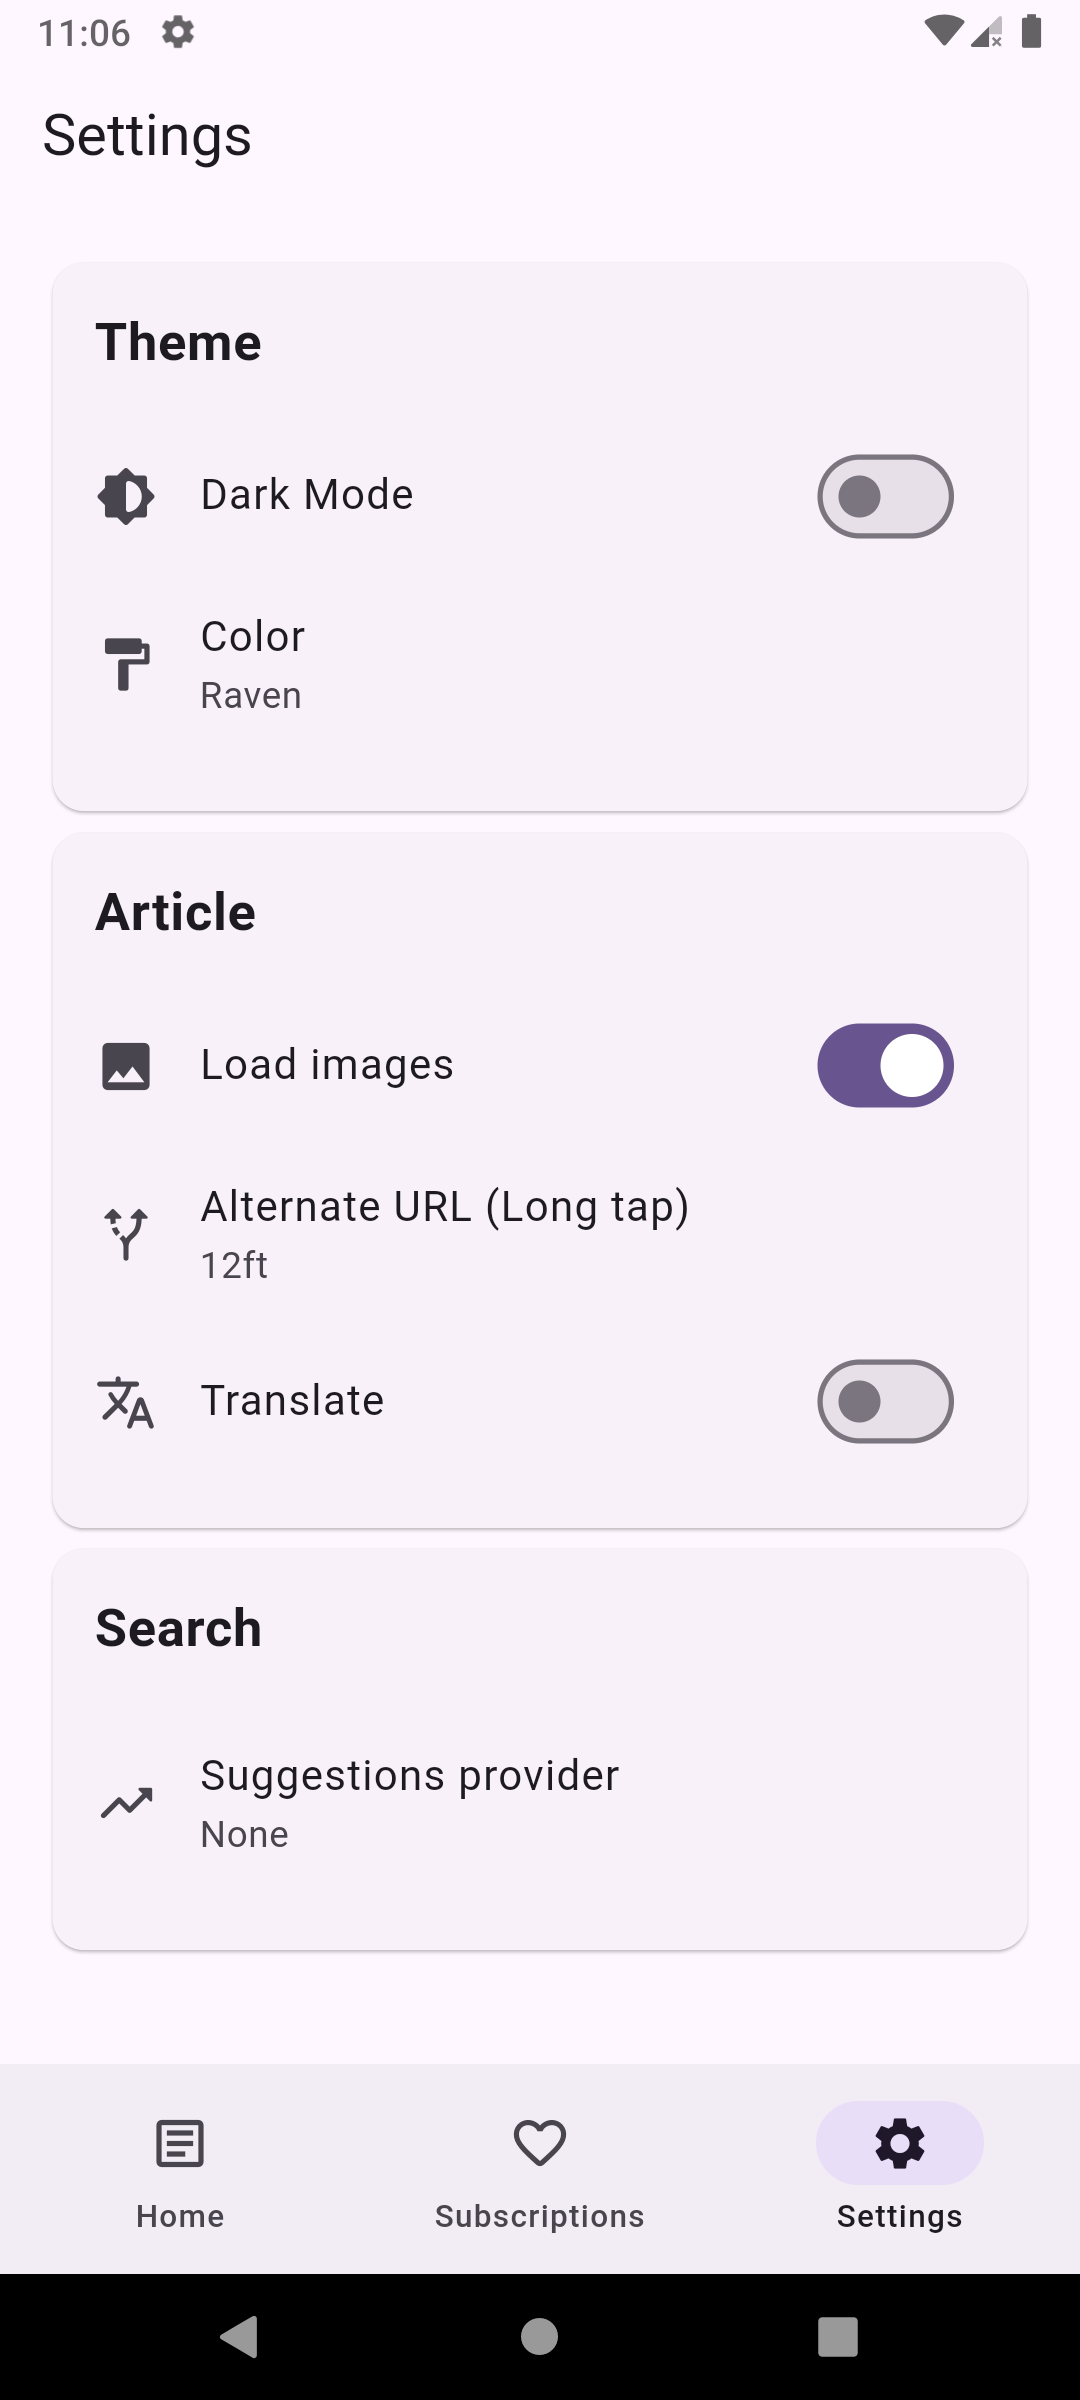 11:06
Settings
Theme
Dark Mode
Color
Raven
Article
Load images
Alternate URL (Long tap)
12ft
Translate
Search
Suggestions provider
None
Home
Subscriptions
Settings